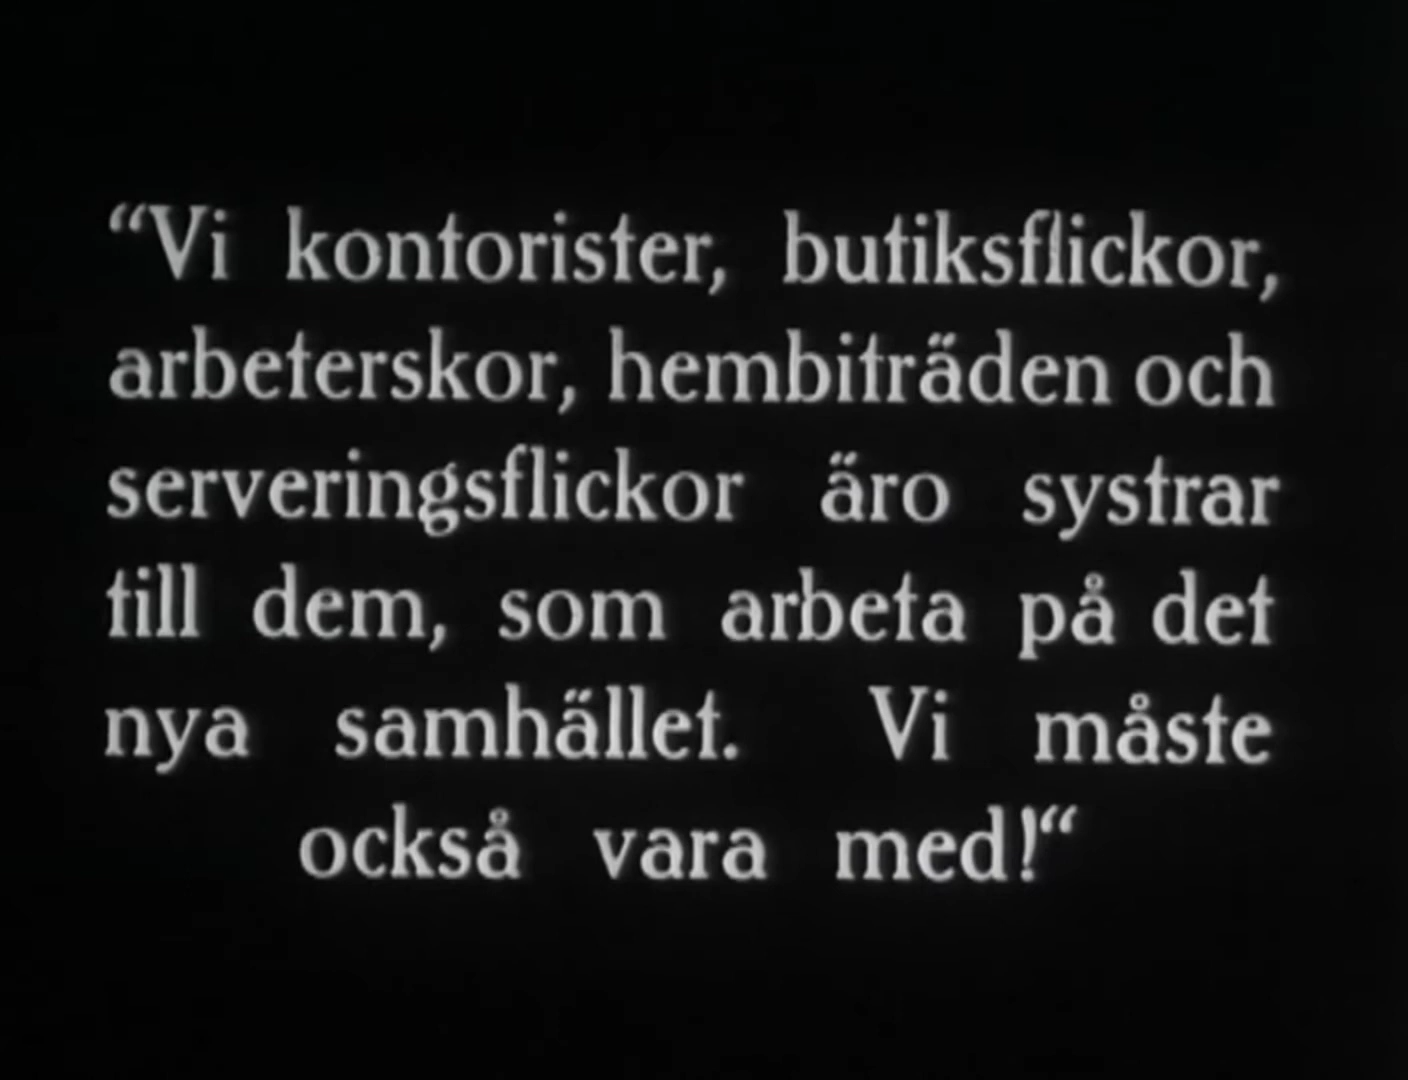 “Vi kontorister, butiksflickor,
arbeterskor, hembiträden och
serveringsflickor äro systrar
till dem, som arbeta på det
nya samhället. Vi måste
också vara med!“